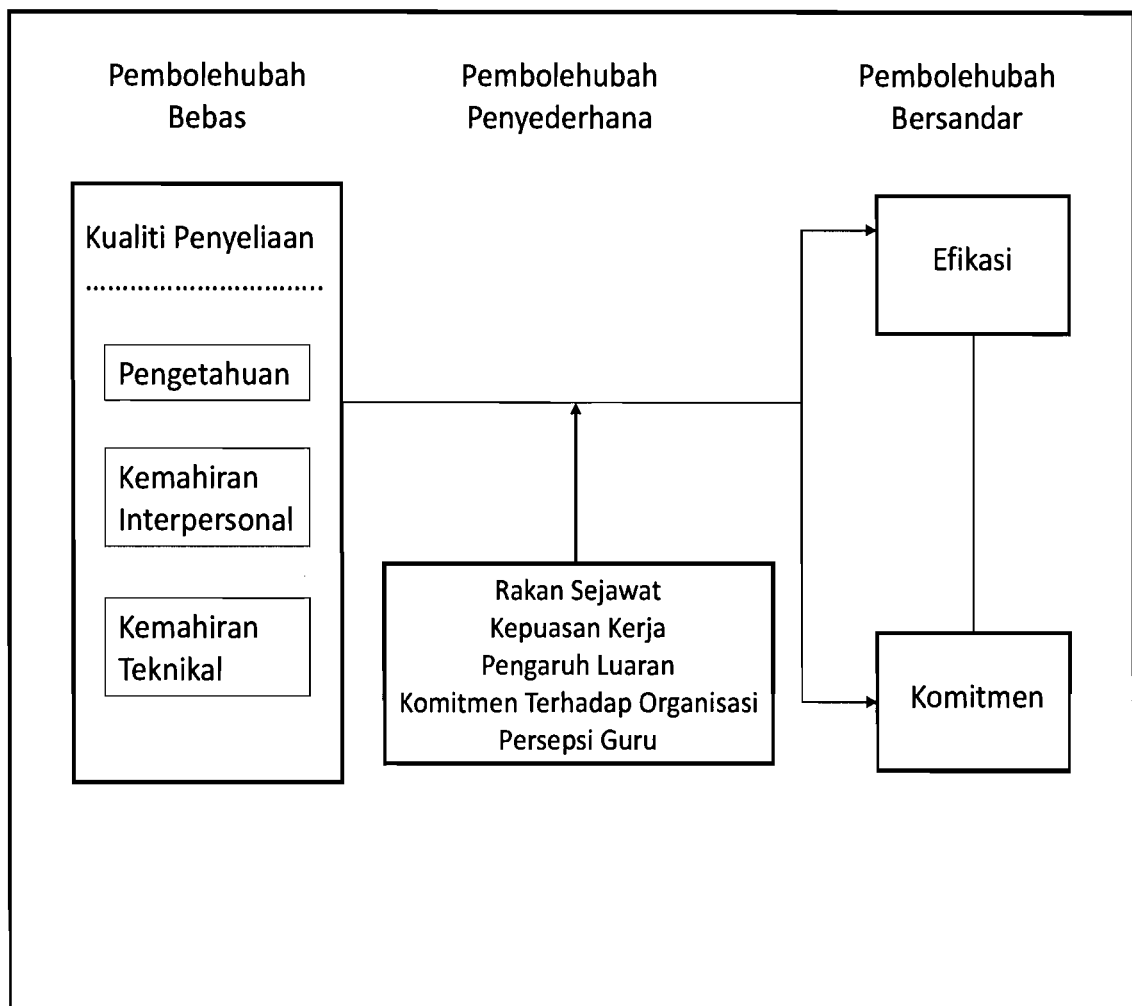 Pembolehubah
Bebas
Pembolehubah
Penyederhana
Pembolehubah
Bersandar
Kualiti Penyeliaan
.................................
Pengetahuan
Kemahiran
Interpersonal
Kemahiran
Teknikal
Rakan Sejawat
Kepuasan Kerja
Pengaruh Luaran
Komitmen Terhadap Organisasi
Persepsi Guru
Efikasi
Komitmen